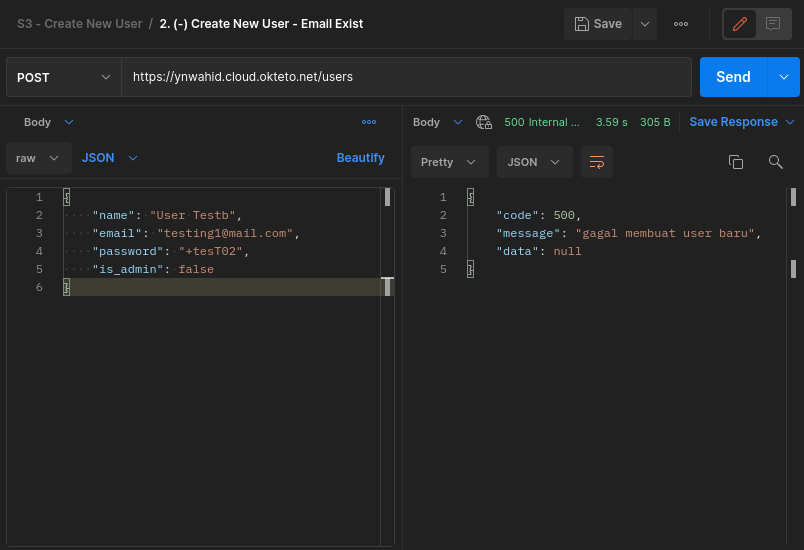 S3 - Create New User / 2. (-) Create New User - Email Exist
Save
POST
https://ynwahid.cloud.okteto.net/users
Send
Body
raw
JSON
Beautify
1 {
2 "name": "User Testb",
3 "email": "testing1@mail.com",
4 "password": "+tesT02",
5 "is_admin": false
6 }
Body
500 Internal ...
3.59 s
305 B
Save Response
Pretty
JSON
1 {
2 "code": 500,
3 "message": "gagal membuat user baru",
4 "data": null
5 }